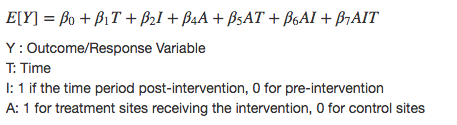 E[Y] = β₀ + β₁T + β₂I + β₄A + β₅AT + β₆AI + β₇AIT
Y : Outcome/Response Variable
T: Time
I: 1 if the time period post-intervention, 0 for pre-intervention
A: 1 for treatment sites receiving the intervention, 0 for control sites